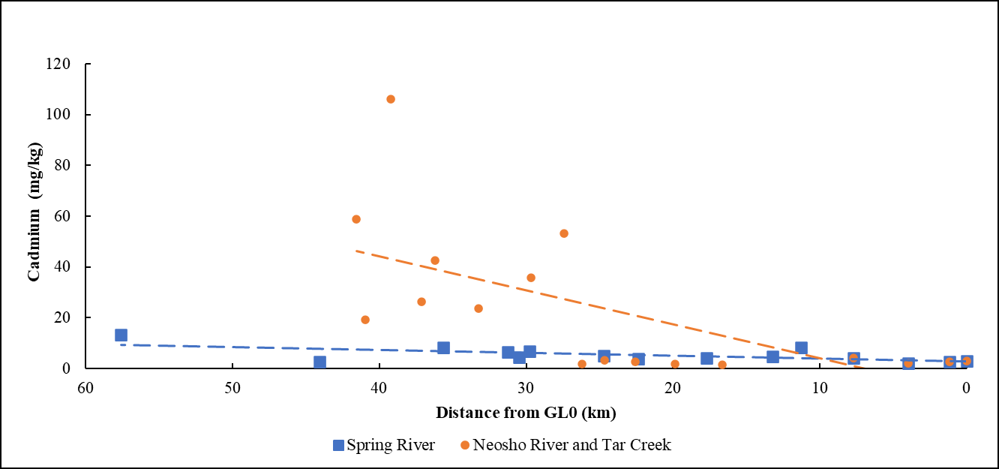 120
100
80
60
40
20
0
Cadmium (mg/kg)
60 50 40 30 20 10 0
Distance from GL0 (km)
Spring River Neosho River and Tar Creek